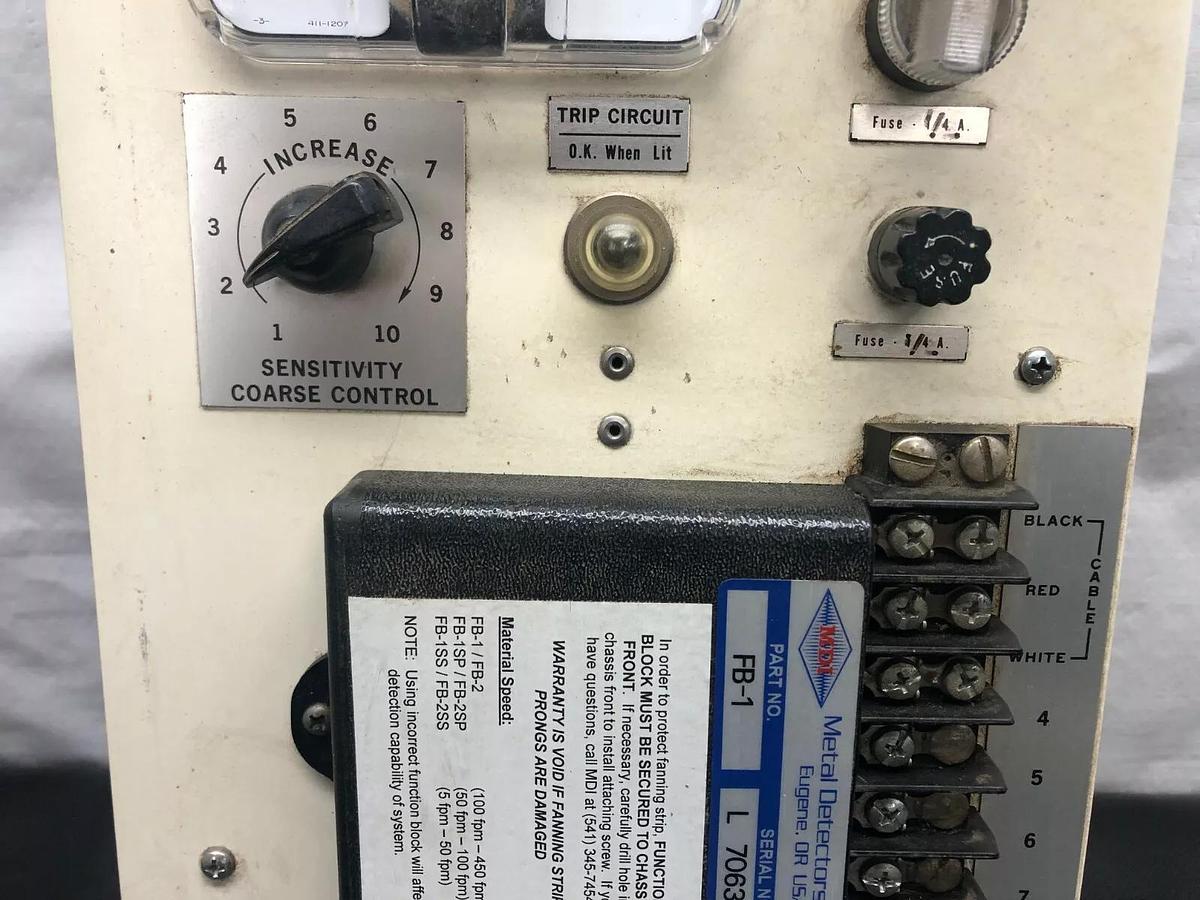 -3- 411-1207
5 6
4 INCREASE 7
3 8
2 9
1 10
SENSITIVITY
COARSE CONTROL
TRIP CIRCUIT
O.K. When Lit
Fuse - 1/4 A.
U.S.A.
Fuse - 1/4 A.
BLACK
RED
WHITE
CABLE
4
5
6
7
MDI
Metal Detectors
Eugene, OR US
PART NO.
FB-1
SERIAL N
L 7063
In order to protect fanning strip, FUNCTIO
BLOCK MUST BE SECURED TO CHASS
FRONT. If necessary, carefully drill hole i
chassis front to install attaching screw. If y
have questions, call MDI at (541) 345-745
WARRANTY IS VOID IF FANNING STRI
PRONGS ARE DAMAGED
Material Speed:
FB-1 / FB-2 (100 fpm – 450 fpm
FB-1SP / FB-2SP (50 fpm – 100 fpm)
FB-1SS / FB-2SS (5 fpm – 50 fpm)
NOTE: Using incorrect function block will affe
detection capability of system.